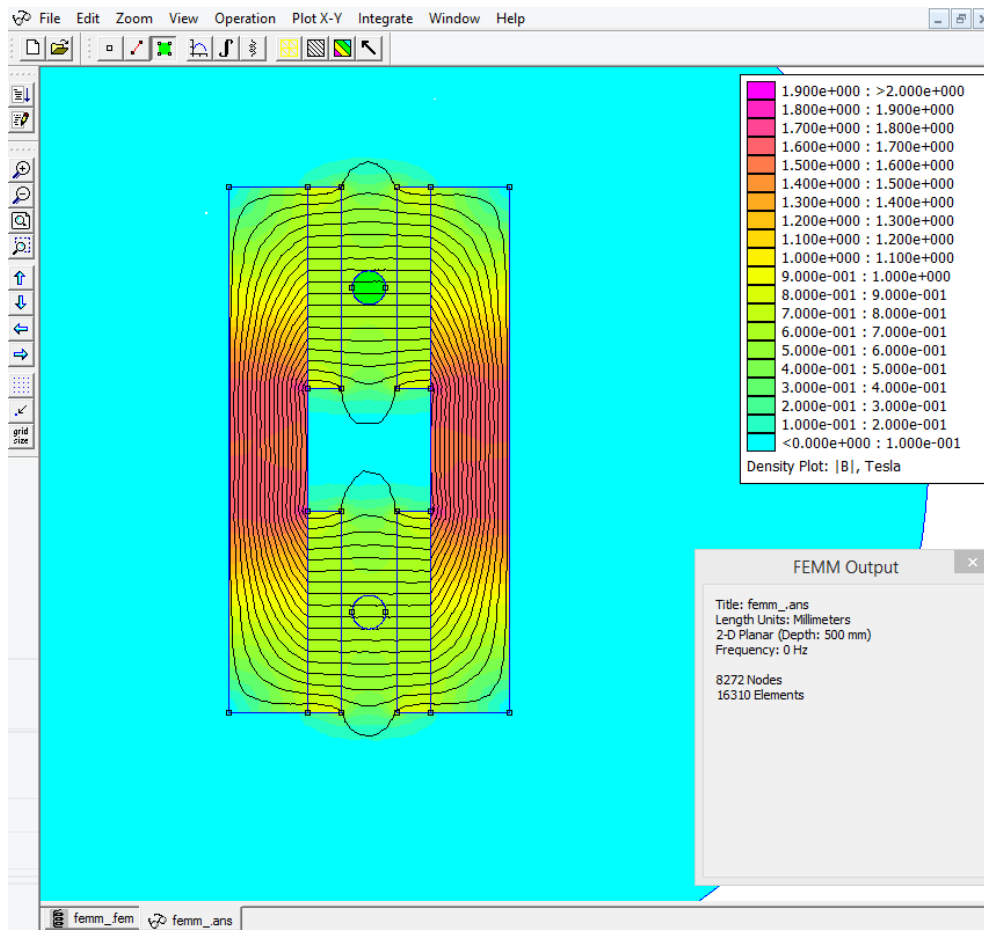 File Edit Zoom View Operation Plot X-Y Integrate Window Help
1.900e+000 : >2.000e+000
1.800e+000 : 1.900e+000
1.700e+000 : 1.800e+000
1.600e+000 : 1.700e+000
1.500e+000 : 1.600e+000
1.400e+000 : 1.500e+000
1.300e+000 : 1.400e+000
1.200e+000 : 1.300e+000
1.100e+000 : 1.200e+000
1.000e+000 : 1.100e+000
9.000e-001 : 1.000e+000
8.000e-001 : 9.000e-001
7.000e-001 : 8.000e-001
6.000e-001 : 7.000e-001
5.000e-001 : 6.000e-001
4.000e-001 : 5.000e-001
3.000e-001 : 4.000e-001
2.000e-001 : 3.000e-001
1.000e-001 : 2.000e-001
<0.000e+000 : 1.000e-001
Density Plot: |B|, Tesla
grid
size
FEMM Output
Title: femm_.ans
Length Units: Millimeters
2-D Planar (Depth: 500 mm)
Frequency: 0 Hz
8272 Nodes
16310 Elements
femm_.fem femm_.ans